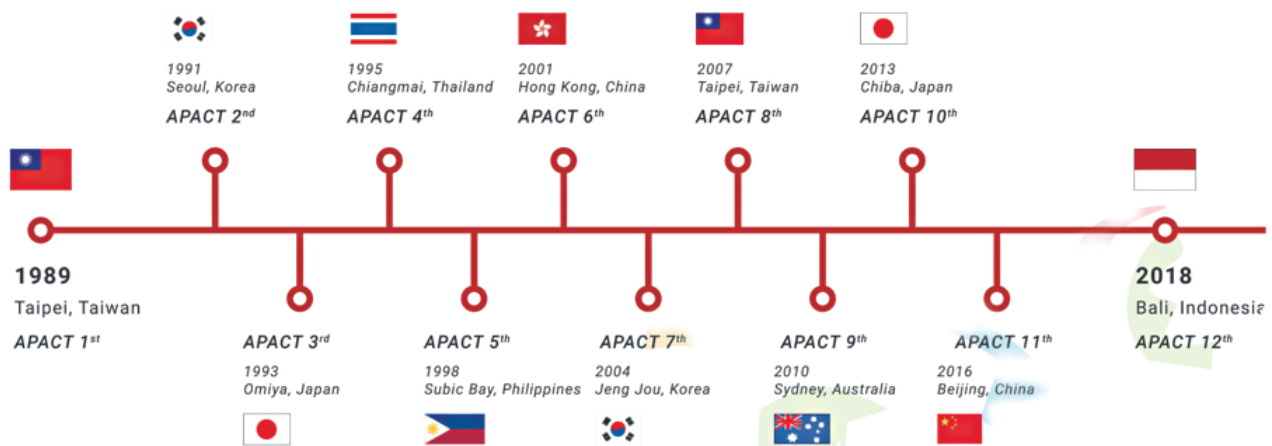 1991
Seoul, Korea
APACT 2nd
1995
Chiangmai, Thailand
APACT 4th
2001
Hong Kong, China
APACT 6th
2007
Taipei, Taiwan
APACT 8th
2013
Chiba, Japan
APACT 10th
1989
Taipei, Taiwan
APACT 1st
2018
Bali, Indonesia
APACT 12th
APACT 3rd
1993
Omiya, Japan
APACT 5th
1998
Subic Bay, Philippines
APACT 7th
2004
Jeng Jou, Korea
APACT 9th
2010
Sydney, Australia
APACT 11th
2016
Beijing, China